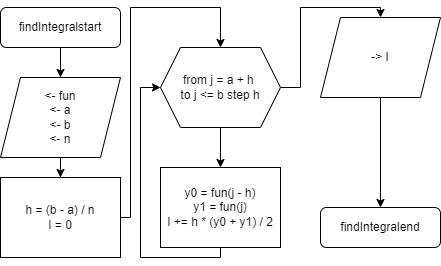 findIntegralstart
<- fun
<- a
<- b
<- n
h = (b - a) / n
I = 0
from j = a + h
to j <= b step h
y0 = fun(j - h)
y1 = fun(j)
I += h * (y0 + y1) / 2
-> I
findIntegralend